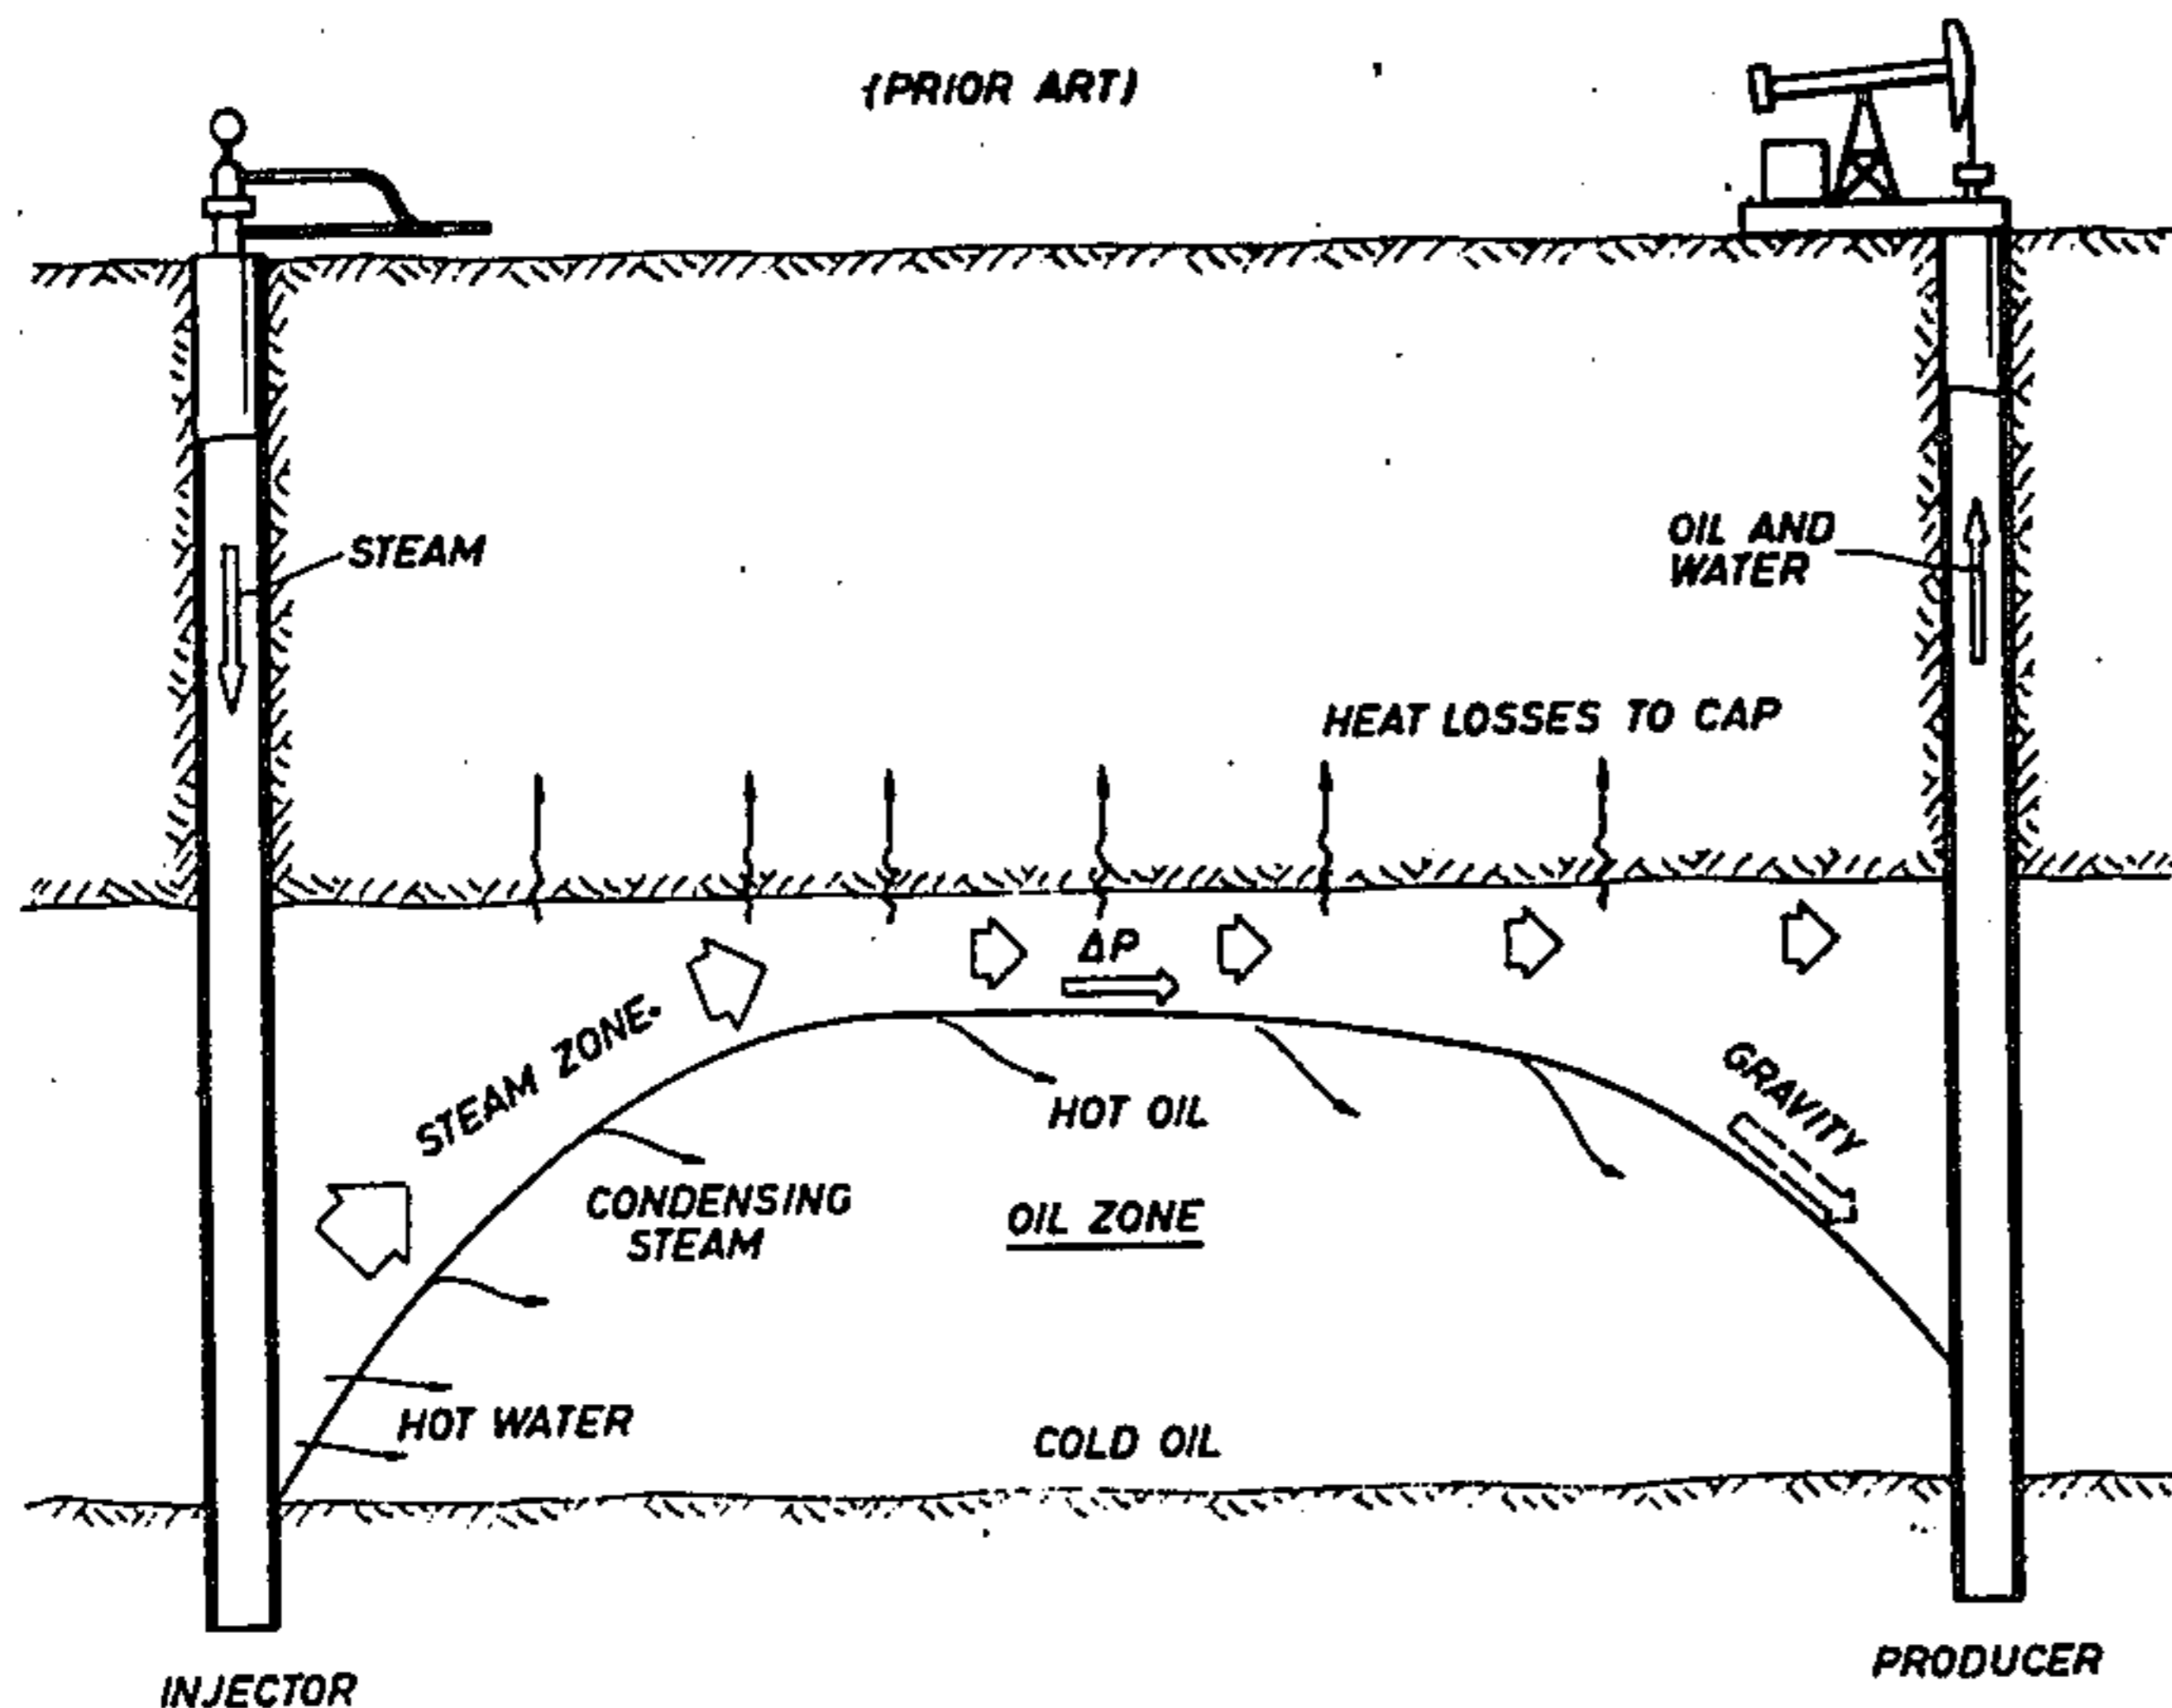 (PRIOR ART)
STEAM
OIL AND
WATER
HEAT LOSSES TO CAP
ΔP
STEAM ZONE
GRAVITY
HOT OIL
CONDENSING
STEAM
OIL ZONE
HOT WATER
COLD OIL
INJECTOR
PRODUCER